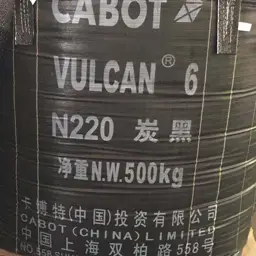 CABOT
VULCAN® 6
N220 炭黑
净重N.W.500kg
卡博特(中国)投资有限公司
CABOT (CHINA) LIMITED
中国上海双柏路558号